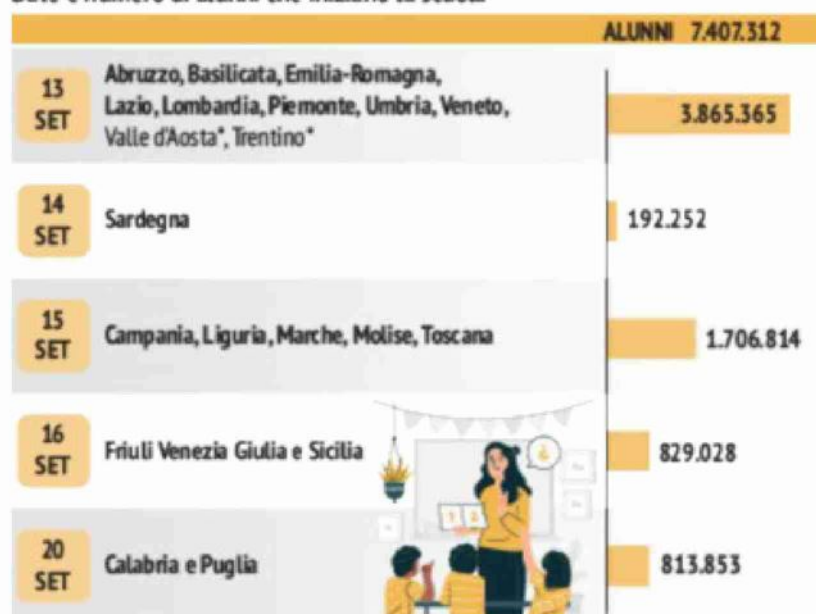 ALUNNI 7.407.312
13
SET
Abruzzo, Basilicata, Emilia-Romagna,
Lazio, Lombardia, Piemonte, Umbria, Veneto,
Valle d'Aosta*, Trentino*
3.865.365
14
SET
Sardegna
192.252
15
SET
Campania, Liguria, Marche, Molise, Toscana
1.706.814
16
SET
Friuli Venezia Giulia e Sicilia
829.028
1 2
20
SET
Calabria e Puglia
813.853